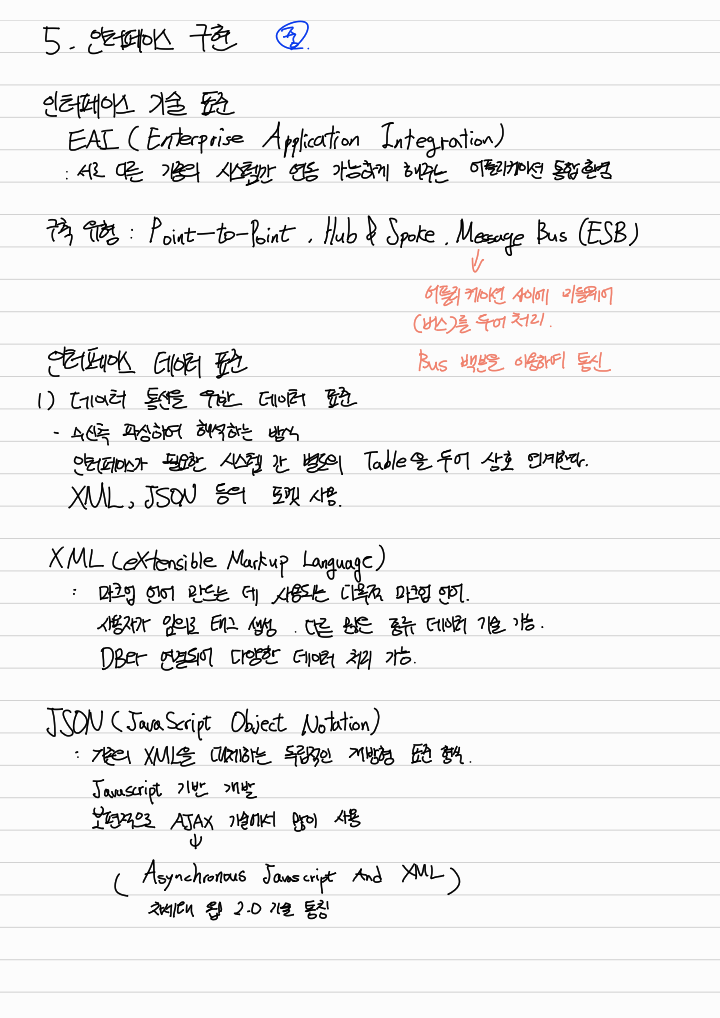 5. 인터페이스 구현 중.
인터페이스 기술 표준
EAI (Enterprise Application Integration)
: 서로 다른 기종의 시스템간 연동 가능하게 해주는 어플리케이션 통합환경
구축 유형 : Point-to-Point, Hub & Spoke, Message Bus (ESB)
↓
어플리케이션 사이에 미들웨어
(버스)를 두어 처리.
Bus 백본을 이용하여 통신
인터페이스 데이터 표준
1) 데이터 통신을 위한 데이터 표준
- 수신측 파싱하여 해석하는 방식
인터페이스가 필요한 시스템 간 별도의 Table을 두어 상호 연계한다.
XML, JSON 등의 포맷 사용.
XML (eXtensible Markup Language)
: 마크업 언어 만드는 데 사용되는 다목적 마크업 언어.
사용자가 임의로 태그 생성. 다른 많은 종류 데이터 기술 가능.
DB와 연결되어 다양한 데이터 처리 가능.
JSON (JavaScript Object Notation)
: 기존의 XML을 대체하는 독립적인 개방형 표준 형식.
Javascript 기반 개발
보편적으로 AJAX 기술에서 많이 사용
↓
( Asynchronous Javascript And XML )
차세대 웹 2.0 기술 통칭